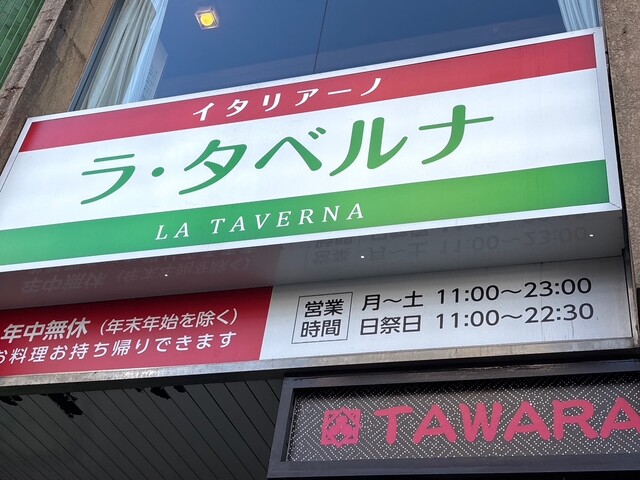 イタリアーノ
ラ・タベルナ
LA TAVERNA
年中無休(年末年始を除く)
お料理お持ち帰りできます
営業時間
月〜土 11:00〜23:00
日祭日 11:00〜22:30
TAWARA